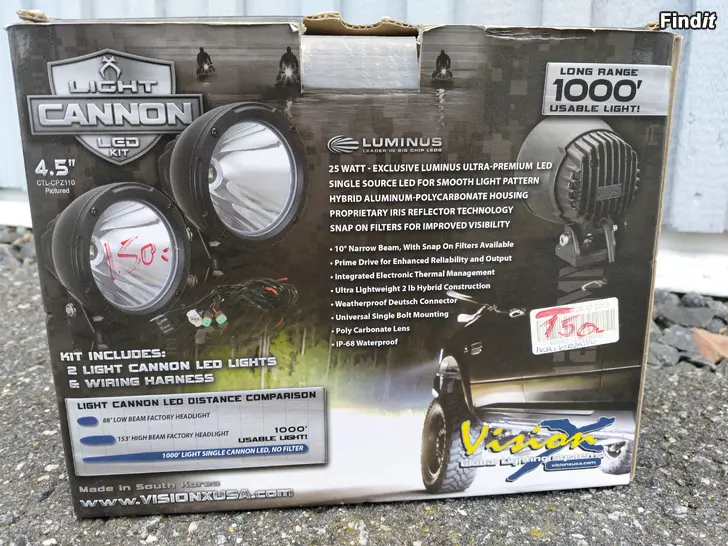 Findit
LIGHT
CANNON
LED
KIT
4.5"
CTL-CPZ110
Pictured
LONG RANGE
1000'
USABLE LIGHT!
LUMINUS
LEADER IN BIG CHIP LEDS
25 WATT - EXCLUSIVE LUMINUS ULTRA-PREMIUM LED
SINGLE SOURCE LED FOR SMOOTH LIGHT PATTERN
HYBRID ALUMINUM-POLYCARBONATE HOUSING
PROPRIETARY IRIS REFLECTOR TECHNOLOGY
SNAP ON FILTERS FOR IMPROVED VISIBILITY
• 10° Narrow Beam, With Snap On Filters Available
• Prime Drive for Enhanced Reliability and Output
• Integrated Electronic Thermal Management
• Ultra Lightweight 2 lb Hybrid Construction
• Weatherproof Deutsch Connector
• Universal Single Bolt Mounting
• Poly Carbonate Lens
• IP-68 Waterproof
KIT INCLUDES:
2 LIGHT CANNON LED LIGHTS
& WIRING HARNESS
LIGHT CANNON LED DISTANCE COMPARISON
88' LOW BEAM FACTORY HEADLIGHT
153' HIGH BEAM FACTORY HEADLIGHT
1000'
USABLE LIGHT!
1000' LIGHT SINGLE CANNON LED, NO FILTER
Made in South Korea
www.VISIONXUSA.com
Vision X
Global Lighting Systems
visionxusa.com